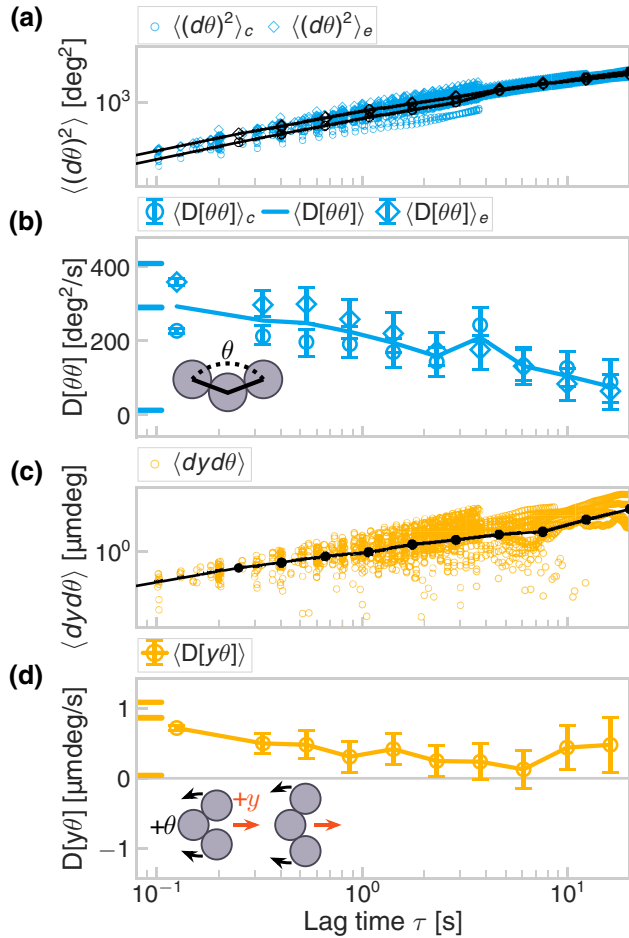 (a)
⟨(dθ)²⟩c ⟨(dθ)²⟩e
⟨(dθ)²⟩ [deg²]
10³
(b)
⟨D[θθ]⟩c ⟨D[θθ]⟩ ⟨D[θθ]⟩e
D[θθ] [deg²/s]
400
200
0
θ
(c)
⟨dydθ⟩
⟨dydθ⟩ [µmdeg]
10⁰
(d)
⟨D[yθ]⟩
D[yθ] [µmdeg/s]
1
0
−1
+y
+θ
10⁻¹ 10⁰ 10¹
Lag time τ [s]